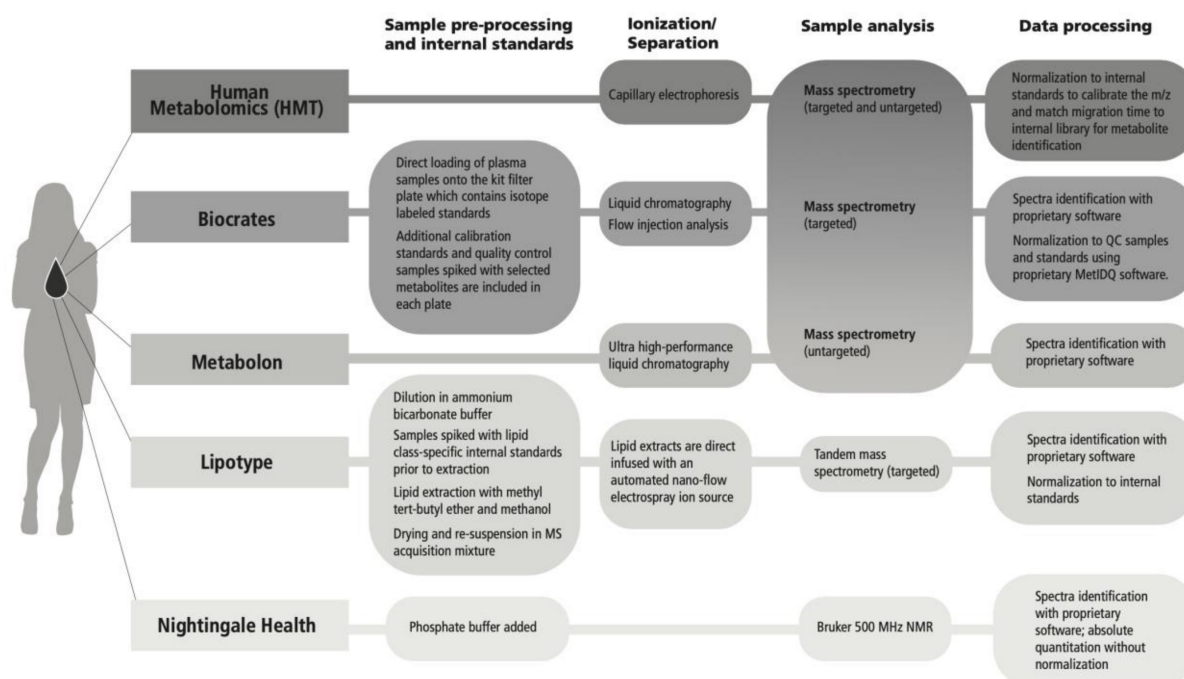 Sample pre-processing
and internal standards
Ionization/
Separation
Sample analysis
Data processing
Human
Metabolomics (HMT)
Capillary electrophoresis
Mass spectrometry
(targeted and untargeted)
Normalization to internal
standards to calibrate the m/z
and match migration time to
internal library for metabolite
identification
Biocrates
Direct loading of plasma
samples onto the kit filter
plate which contains isotope
labeled standards
Additional calibration
standards and quality control
samples spiked with selected
metabolites are included in
each plate
Liquid chromatography
Flow injection analysis
Mass spectrometry
(targeted)
Spectra identification with
proprietary software
Normalization to QC samples
and standards using
proprietary MetIDQ software.
Metabolon
Ultra high-performance
liquid chromatography
Mass spectrometry
(untargeted)
Spectra identification with
proprietary software
Lipotype
Dilution in ammonium
bicarbonate buffer
Samples spiked with lipid
class-specific internal standards
prior to extraction
Lipid extraction with methyl
tert-butyl ether and methanol
Drying and re-suspension in MS
acquisition mixture
Lipid extracts are direct
infused with an
automated nano-flow
electrospray ion source
Tandem mass
spectrometry (targeted)
Spectra identification with
proprietary software
Normalization to internal
standards
Nightingale Health
Phosphate buffer added
Bruker 500 MHz NMR
Spectra identification
with proprietary
software; absolute
quantitation without
normalization